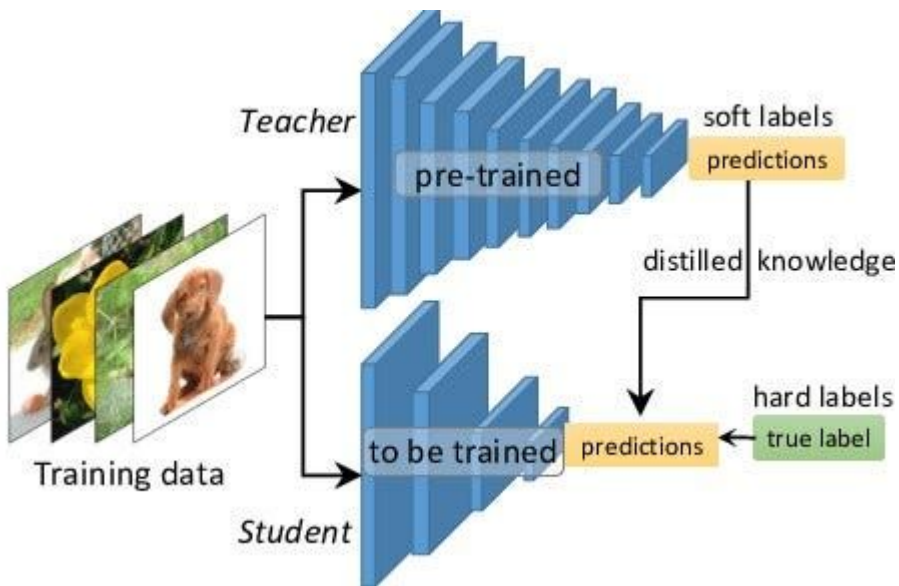 Teacher
pre-trained
soft labels
predictions
distilled knowledge
Training data
Student
to be trained
predictions
hard labels
true label